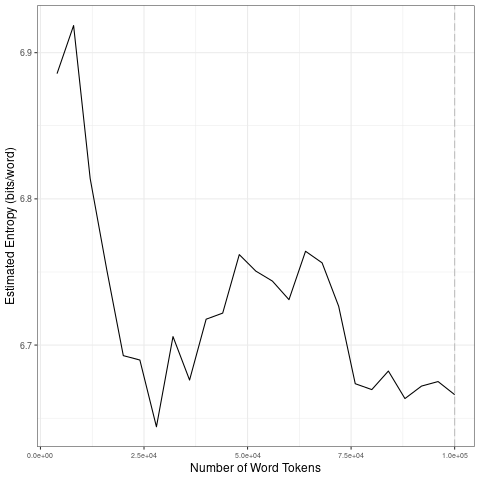 Estimated Entropy (bits/word)
6.9
6.8
6.7
0.0e+00 2.5e+04 5.0e+04 7.5e+04 1.0e+05
Number of Word Tokens